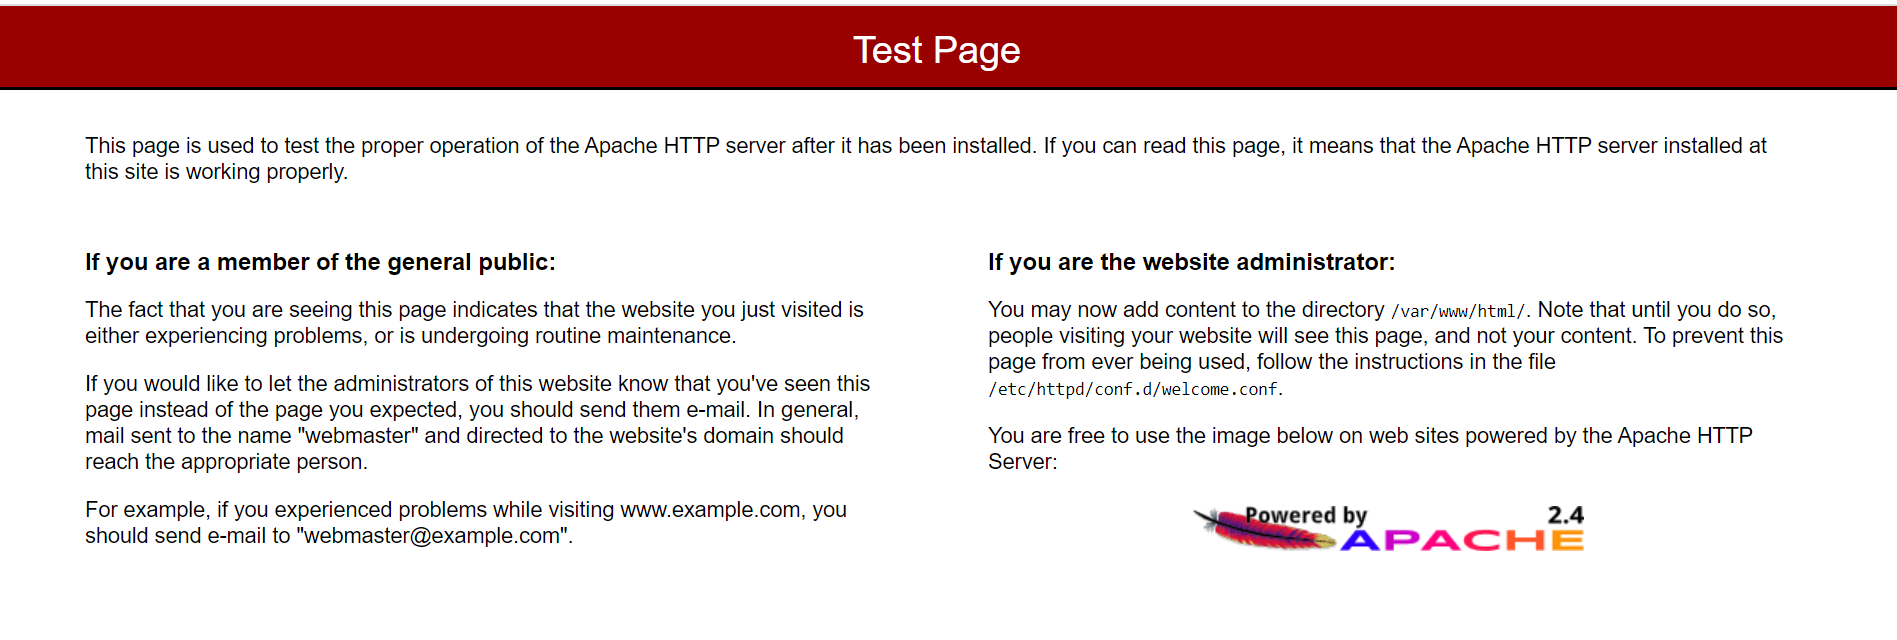 Test Page
This page is used to test the proper operation of the Apache HTTP server after it has been installed. If you can read this page, it means that the Apache HTTP server installed at
this site is working properly.
If you are a member of the general public:
The fact that you are seeing this page indicates that the website you just visited is
either experiencing problems, or is undergoing routine maintenance.
If you would like to let the administrators of this website know that you've seen this
page instead of the page you expected, you should send them e-mail. In general,
mail sent to the name "webmaster" and directed to the website's domain should
reach the appropriate person.
For example, if you experienced problems while visiting www.example.com, you
should send e-mail to "webmaster@example.com".
If you are the website administrator:
You may now add content to the directory /var/www/html/. Note that until you do so,
people visiting your website will see this page, and not your content. To prevent this
page from ever being used, follow the instructions in the file
/etc/httpd/conf.d/welcome.conf.
You are free to use the image below on web sites powered by the Apache HTTP
Server:
Powered by 2.4
APACHE